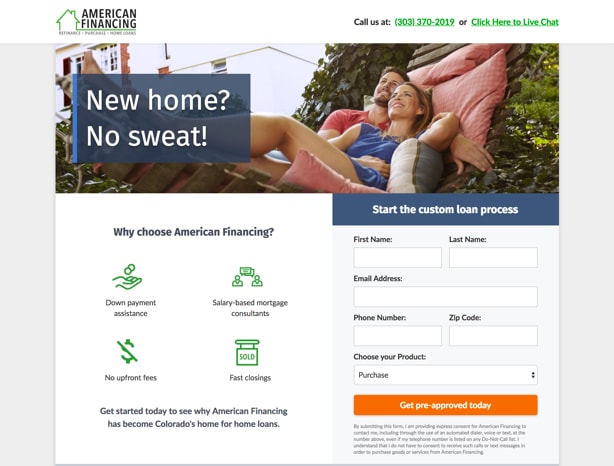 AMERICAN
FINANCING
REFINANCE • PURCHASE • HOME LOANS
Call us at: (303) 370-2019 or Click Here to Live Chat
New home?
No sweat!
Why choose American Financing?
Down payment
assistance
Salary-based mortgage
consultants
No upfront fees
SOLD
Fast closings
Get started today to see why American Financing
has become Colorado's home for home loans.
Start the custom loan process
First Name:
Last Name:
Email Address:
Phone Number:
Zip Code:
Choose your Product:
Purchase
Get pre-approved today
By submitting this form, I am providing express consent for American Financing to
contact me, including through the use of an automated dialer, voice or text, at the
number above, even if my telephone number is listed on any Do-Not-Call list. I
understand that I do not have to consent to receive such calls or text messages in
order to purchase goods or services from American Financing.